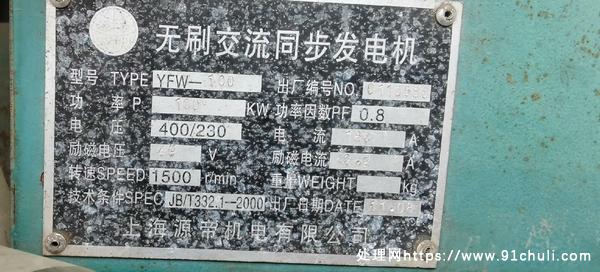 无刷交流同步发电机
型号 TYPE YFW-100 出厂编号NO.
功率 P 100 KW 功率因数PF 0.8
电压 400/230 电流 A
励磁电压 V 励磁电流 A
转速SPEED 1500 r/min 重量WEIGHT kg
技术条件SPEC JB/T332.1--2000 出厂日期DATE
上海源帝机电有限公司
处理网https://www.91chuli.com